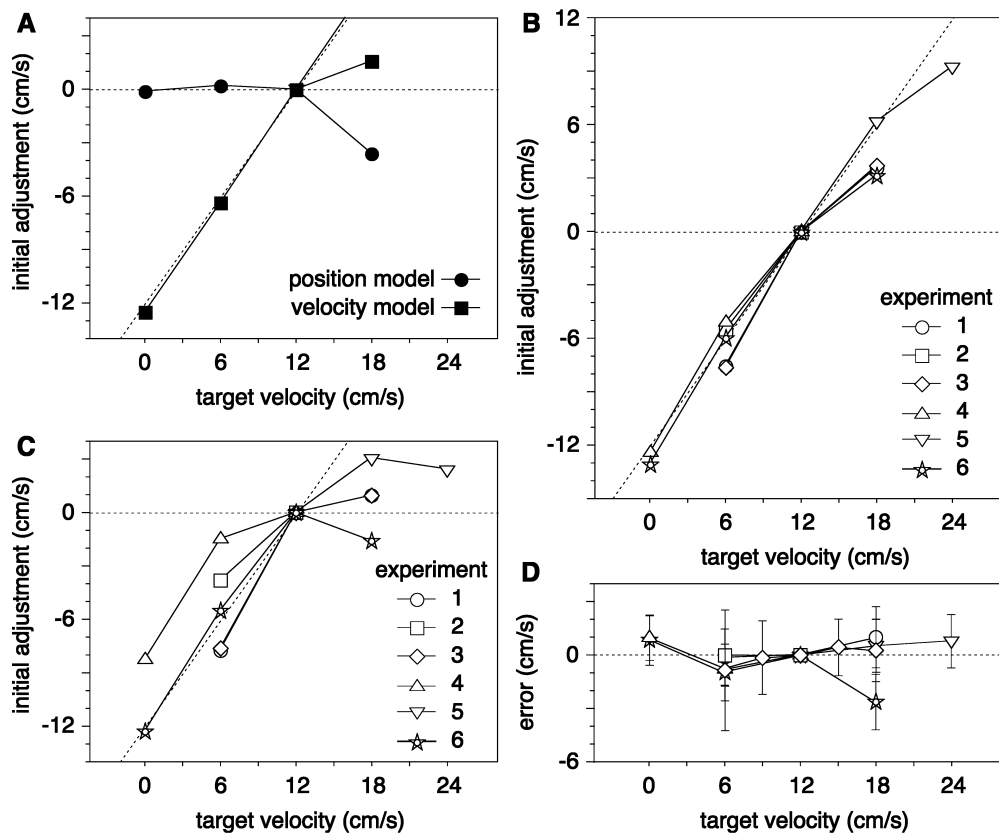 A
initial adjustment (cm/s)
0
-6
-12
position model
velocity model
0 6 12 18 24
target velocity (cm/s)
B
initial adjustment (cm/s)
12
6
0
-6
-12
experiment
1
2
3
4
5
6
0 6 12 18 24
target velocity (cm/s)
C
initial adjustment (cm/s)
0
-6
-12
experiment
1
2
3
4
5
6
0 6 12 18 24
target velocity (cm/s)
D
error (cm/s)
0
-6
0 6 12 18 24
target velocity (cm/s)